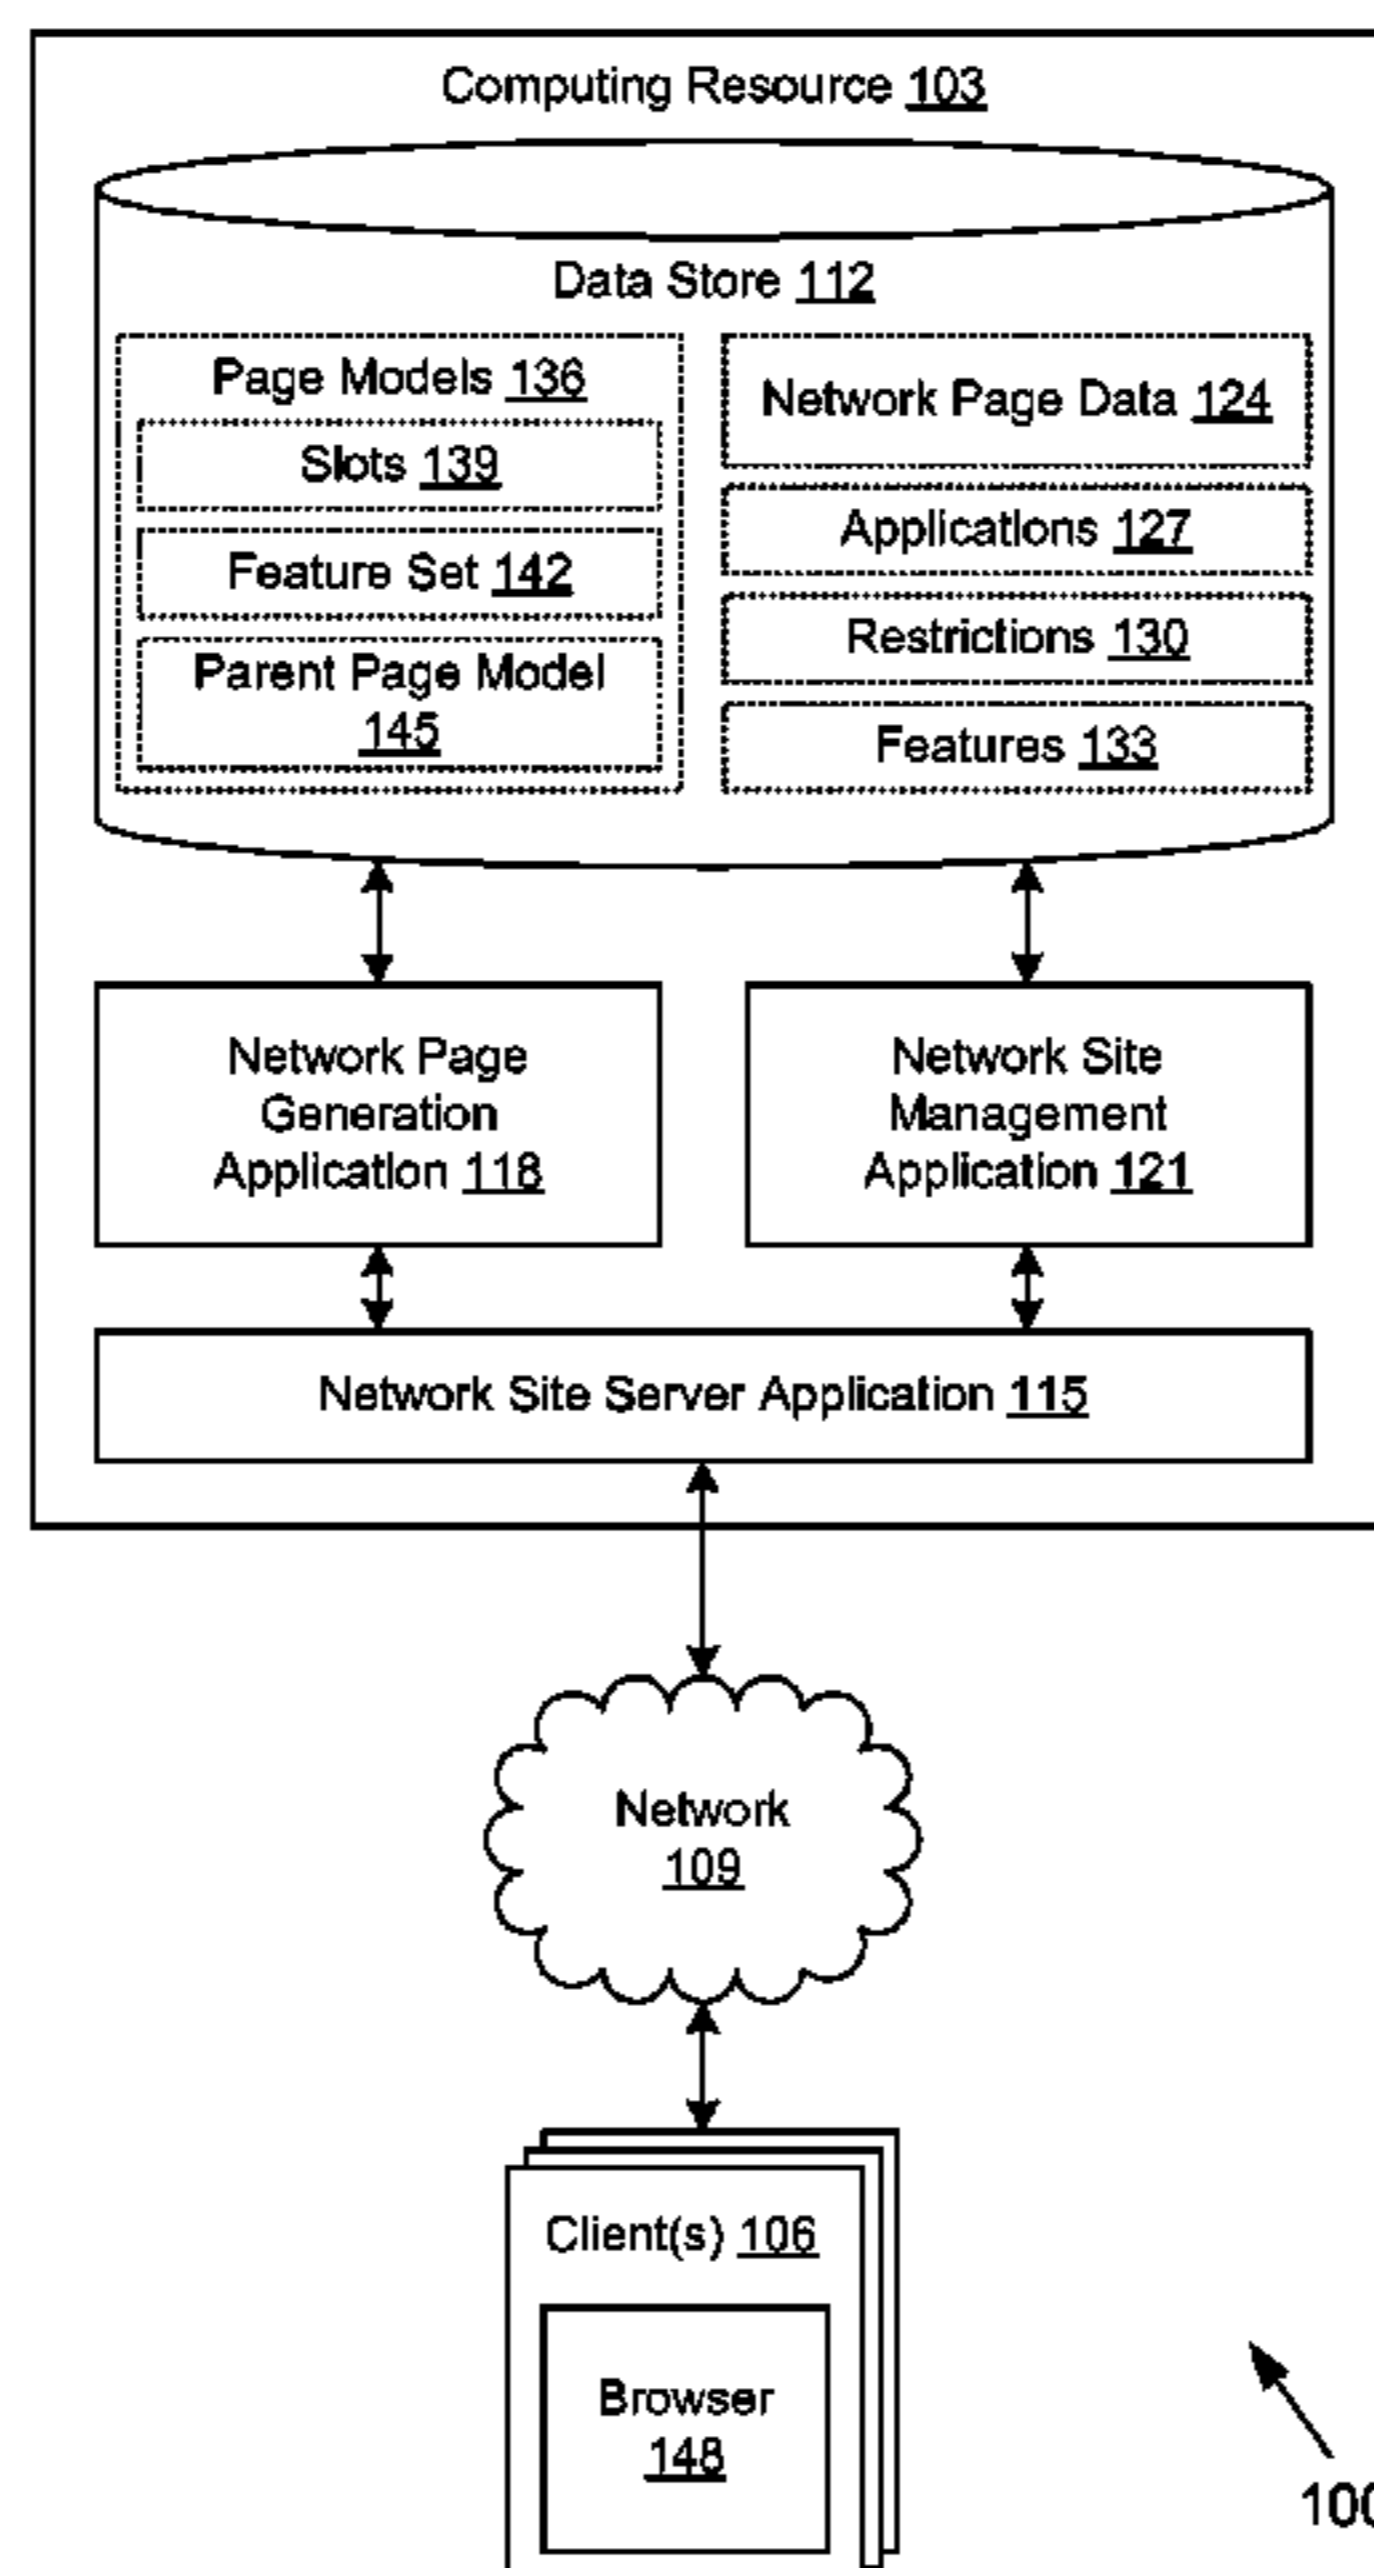 Computing Resource 103
Data Store 112
Page Models 136
Slots 139
Feature Set 142
Parent Page Model
145
Network Page Data 124
Applications 127
Restrictions 130
Features 133
Network Page
Generation
Application 118
Network Site
Management
Application 121
Network Site Server Application 115
Network
109
Client(s) 106
Browser
148
100